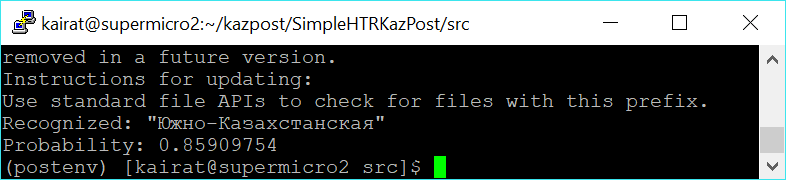 kairat@supermicro2:~/kazpost/SimpleHTRKazPost/src
removed in a future version.
Instructions for updating:
Use standard file APIs to check for files with this prefix.
Recognized: "Южно-Казахстанская"
Probability: 0.85909754
(postenv) [kairat@supermicro2 src]$